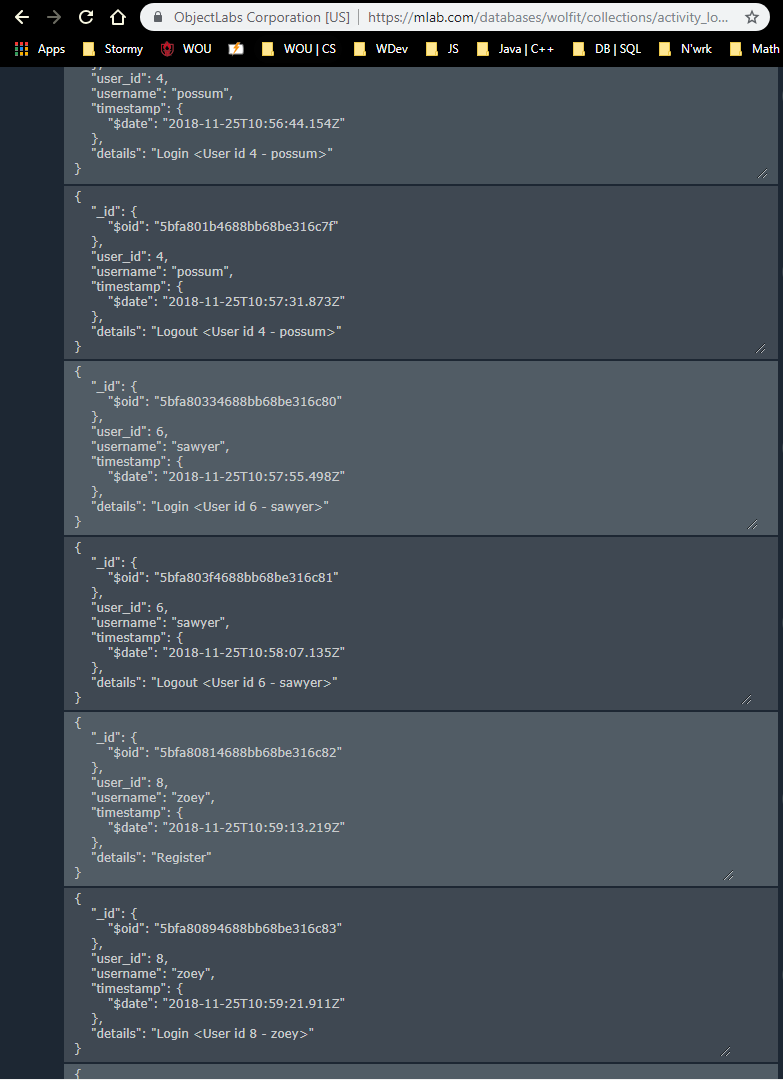 ObjectLabs Corporation [US] | https://mlab.com/databases/wolfit/collections/activity_lo...
Apps Stormy WOU WOU | CS WDev JS Java | C++ DB | SQL N'wrk Math
},
"user_id": 4,
"username": "possum",
"timestamp": {
"$date": "2018-11-25T10:56:44.154Z"
},
"details": "Login <User id 4 - possum>"
}
{
"_id": {
"$oid": "5bfa801b4688bb68be316c7f"
},
"user_id": 4,
"username": "possum",
"timestamp": {
"$date": "2018-11-25T10:57:31.873Z"
},
"details": "Logout <User id 4 - possum>"
}
{
"_id": {
"$oid": "5bfa80334688bb68be316c80"
},
"user_id": 6,
"username": "sawyer",
"timestamp": {
"$date": "2018-11-25T10:57:55.498Z"
},
"details": "Login <User id 6 - sawyer>"
}
{
"_id": {
"$oid": "5bfa803f4688bb68be316c81"
},
"user_id": 6,
"username": "sawyer",
"timestamp": {
"$date": "2018-11-25T10:58:07.135Z"
},
"details": "Logout <User id 6 - sawyer>"
}
{
"_id": {
"$oid": "5bfa80814688bb68be316c82"
},
"user_id": 8,
"username": "zoey",
"timestamp": {
"$date": "2018-11-25T10:59:13.219Z"
},
"details": "Register"
}
{
"_id": {
"$oid": "5bfa80894688bb68be316c83"
},
"user_id": 8,
"username": "zoey",
"timestamp": {
"$date": "2018-11-25T10:59:21.911Z"
},
"details": "Login <User id 8 - zoey>"
}
{